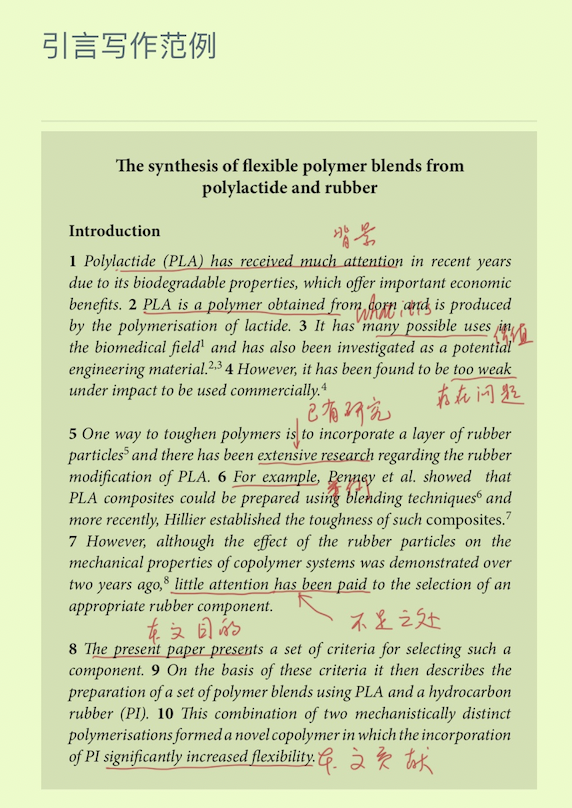 引言写作范例
The synthesis of flexible polymer blends from
polylactide and rubber
Introduction
背景
1 Polylactide (PLA) has received much attention in recent years
due to its biodegradable properties, which offer important economic
benefits. 2 PLA is a polymer obtained from corn and is produced
what it is
by the polymerisation of lactide. 3 It has many possible uses in
价值
the biomedical field1 and has also been investigated as a potential
engineering material.2,3 4 However, it has been found to be too weak
under impact to be used commercially.4
存在问题
已有研究
5 One way to toughen polymers is to incorporate a layer of rubber
particles5 and there has been extensive research regarding the rubber
modification of PLA. 6 For example, Penney et al. showed that
举例
PLA composites could be prepared using blending techniques6 and
more recently, Hillier established the toughness of such composites.7
7 However, although the effect of the rubber particles on the
mechanical properties of copolymer systems was demonstrated over
two years ago,8 little attention has been paid to the selection of an
appropriate rubber component.
不足之处
本文目的
8 The present paper presents a set of criteria for selecting such a
component. 9 On the basis of these criteria it then describes the
preparation of a set of polymer blends using PLA and a hydrocarbon
rubber (PI). 10 This combination of two mechanistically distinct
polymerisations formed a novel copolymer in which the incorporation
of PI significantly increased flexibility.
本文贡献